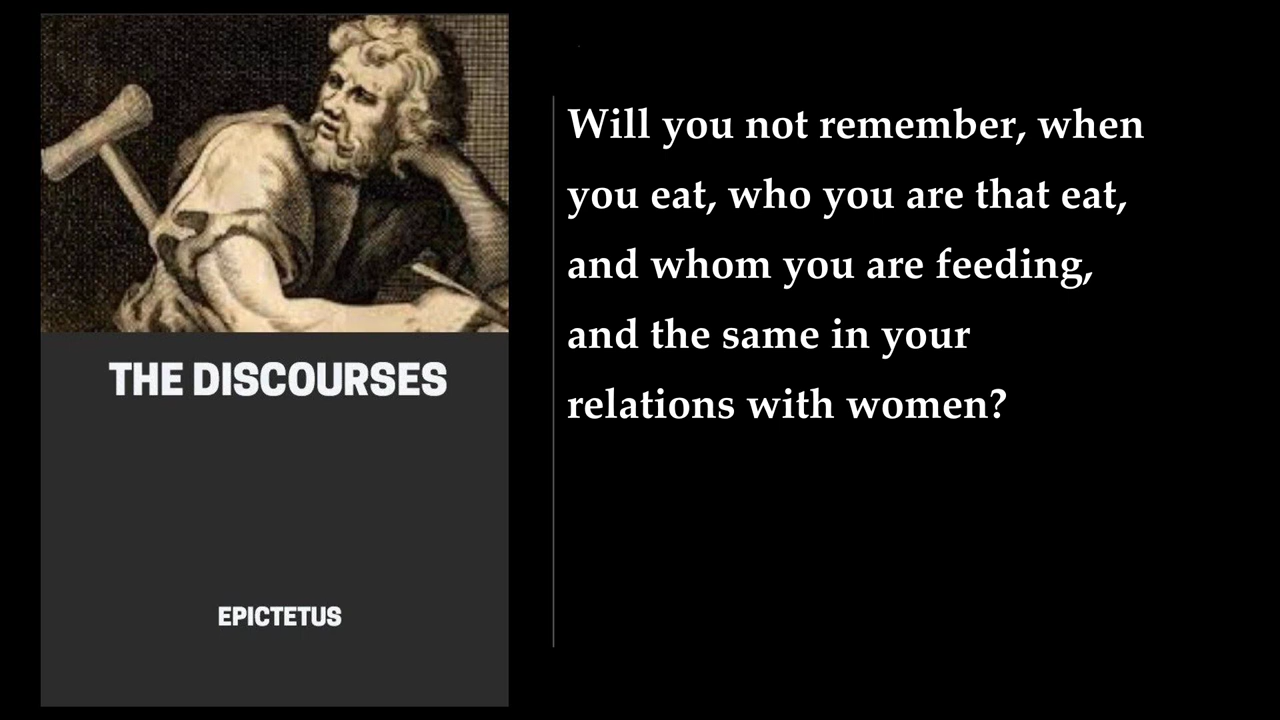 THE DISCOURSES
EPICTETUS
Will you not remember, when
you eat, who you are that eat,
and whom you are feeding,
and the same in your
relations with women?